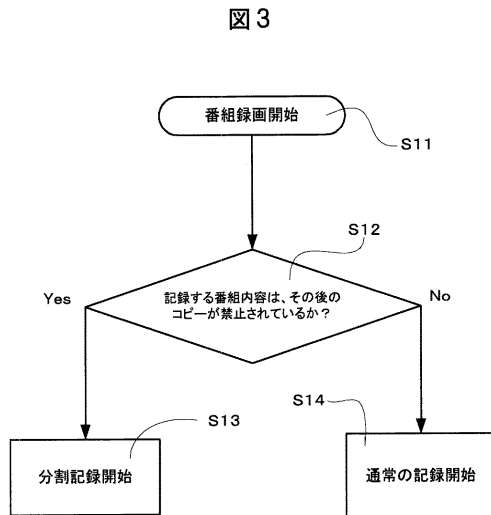 図3
番組録画開始
S11
S12
記録する番組内容は、その後の
コピーが禁止されているか?
Yes
No
S13
S14
分割記録開始
通常の記録開始